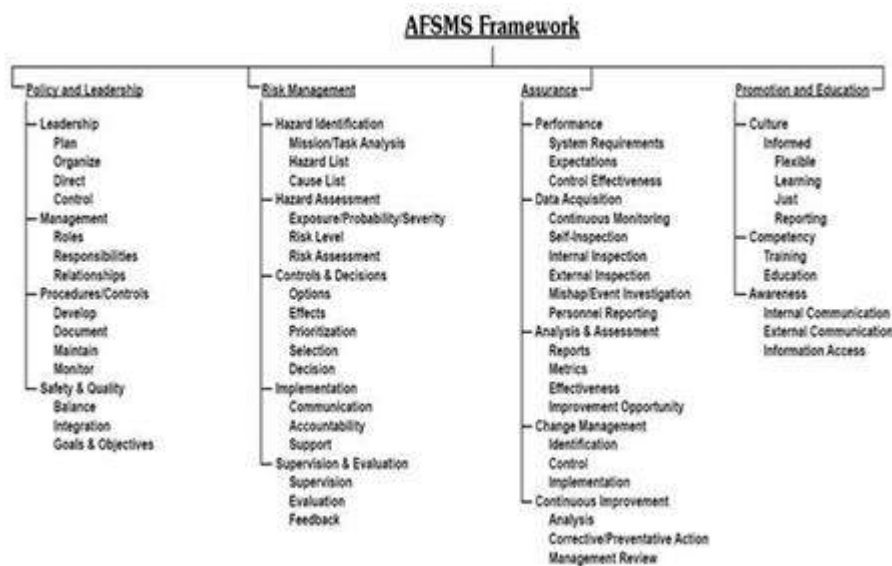 AFSMS Framework
Policy and Leadership
Leadership
Plan
Organize
Direct
Control
Management
Roles
Responsibilities
Relationships
Procedures/Controls
Develop
Document
Maintain
Monitor
Safety & Quality
Balance
Integration
Goals & Objectives
Risk Management
Hazard Identification
Mission/Task Analysis
Hazard List
Cause List
Hazard Assessment
Exposure/Probability/Severity
Risk Level
Risk Assessment
Controls & Decisions
Options
Effects
Prioritization
Selection
Decision
Implementation
Communication
Accountability
Support
Supervision & Evaluation
Supervision
Evaluation
Feedback
Assurance
Performance
System Requirements
Expectations
Control Effectiveness
Data Acquisition
Continuous Monitoring
Self-Inspection
Internal Inspection
External Inspection
Mishap/Event Investigation
Personnel Reporting
Analysis & Assessment
Reports
Metrics
Effectiveness
Improvement Opportunity
Change Management
Identification
Control
Implementation
Continuous Improvement
Analysis
Corrective/Preventative Action
Management Review
Promotion and Education
Culture
Informed
Flexible
Learning
Just
Reporting
Competency
Training
Education
Awareness
Internal Communication
External Communication
Information Access